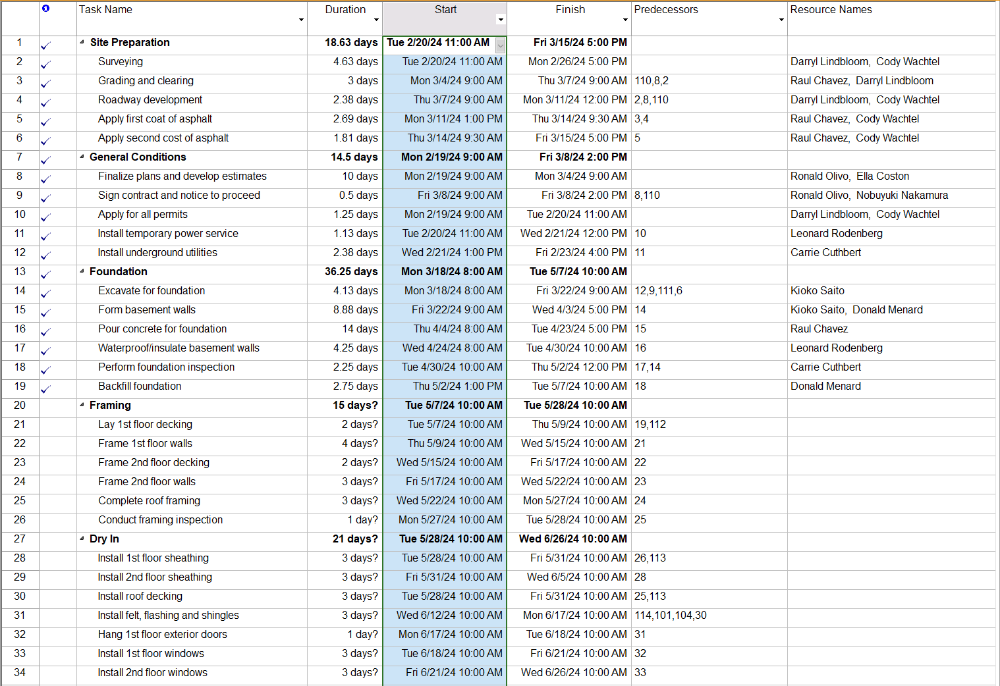 Task Name Duration Start Finish Predecessors Resource Names
1 Site Preparation 18.63 days Tue 2/20/24 11:00 AM Fri 3/15/24 5:00 PM
2 Surveying 4.63 days Tue 2/20/24 11:00 AM Mon 2/26/24 5:00 PM Darryl Lindbloom, Cody Wachtel
3 Grading and clearing 3 days Mon 3/4/24 9:00 AM Thu 3/7/24 9:00 AM 110,8,2 Raul Chavez, Darryl Lindbloom
4 Roadway development 2.38 days Thu 3/7/24 9:00 AM Mon 3/11/24 12:00 PM 2,8,110 Darryl Lindbloom, Cody Wachtel
5 Apply first coat of asphalt 2.69 days Mon 3/11/24 1:00 PM Thu 3/14/24 9:30 AM 3,4 Raul Chavez, Cody Wachtel
6 Apply second cost of asphalt 1.81 days Thu 3/14/24 9:30 AM Fri 3/15/24 5:00 PM 5 Raul Chavez, Cody Wachtel
7 General Conditions 14.5 days Mon 2/19/24 9:00 AM Fri 3/8/24 2:00 PM
8 Finalize plans and develop estimates 10 days Mon 2/19/24 9:00 AM Mon 3/4/24 9:00 AM Ronald Olivo, Ella Coston
9 Sign contract and notice to proceed 0.5 days Fri 3/8/24 9:00 AM Fri 3/8/24 2:00 PM 8,110 Ronald Olivo, Nobuyuki Nakamura
10 Apply for all permits 1.25 days Mon 2/19/24 9:00 AM Tue 2/20/24 11:00 AM Darryl Lindbloom, Cody Wachtel
11 Install temporary power service 1.13 days Tue 2/20/24 11:00 AM Wed 2/21/24 12:00 PM 10 Leonard Rodenberg
12 Install underground utilities 2.38 days Wed 2/21/24 1:00 PM Fri 2/23/24 4:00 PM 11 Carrie Cuthbert
13 Foundation 36.25 days Mon 3/18/24 8:00 AM Tue 5/7/24 10:00 AM
14 Excavate for foundation 4.13 days Mon 3/18/24 8:00 AM Fri 3/22/24 9:00 AM 12,9,111,6 Kioko Saito
15 Form basement walls 8.88 days Fri 3/22/24 9:00 AM Wed 4/3/24 5:00 PM 14 Kioko Saito, Donald Menard
16 Pour concrete for foundation 14 days Thu 4/4/24 8:00 AM Tue 4/23/24 5:00 PM 15 Raul Chavez
17 Waterproof/insulate basement walls 4.25 days Wed 4/24/24 8:00 AM Tue 4/30/24 10:00 AM 16 Leonard Rodenberg
18 Perform foundation inspection 2.25 days Tue 4/30/24 10:00 AM Thu 5/2/24 12:00 PM 17,14 Carrie Cuthbert
19 Backfill foundation 2.75 days Thu 5/2/24 1:00 PM Tue 5/7/24 10:00 AM 18 Donald Menard
20 Framing 15 days? Tue 5/7/24 10:00 AM Tue 5/28/24 10:00 AM
21 Lay 1st floor decking 2 days? Tue 5/7/24 10:00 AM Thu 5/9/24 10:00 AM 19,112
22 Frame 1st floor walls 4 days? Thu 5/9/24 10:00 AM Wed 5/15/24 10:00 AM 21
23 Frame 2nd floor decking 2 days? Wed 5/15/24 10:00 AM Fri 5/17/24 10:00 AM 22
24 Frame 2nd floor walls 3 days? Fri 5/17/24 10:00 AM Wed 5/22/24 10:00 AM 23
25 Complete roof framing 3 days? Wed 5/22/24 10:00 AM Mon 5/27/24 10:00 AM 24
26 Conduct framing inspection 1 day? Mon 5/27/24 10:00 AM Tue 5/28/24 10:00 AM 25
27 Dry In 21 days? Tue 5/28/24 10:00 AM Wed 6/26/24 10:00 AM
28 Install 1st floor sheathing 3 days? Tue 5/28/24 10:00 AM Fri 5/31/24 10:00 AM 26,113
29 Install 2nd floor sheathing 3 days? Fri 5/31/24 10:00 AM Wed 6/5/24 10:00 AM 28
30 Install roof decking 3 days? Tue 5/28/24 10:00 AM Fri 5/31/24 10:00 AM 25,113
31 Install felt, flashing and shingles 3 days? Wed 6/12/24 10:00 AM Mon 6/17/24 10:00 AM 114,101,104,30
32 Hang 1st floor exterior doors 1 day? Mon 6/17/24 10:00 AM Tue 6/18/24 10:00 AM 31
33 Install 1st floor windows 3 days? Tue 6/18/24 10:00 AM Fri 6/21/24 10:00 AM 32
34 Install 2nd floor windows 3 days? Fri 6/21/24 10:00 AM Wed 6/26/24 10:00 AM 33